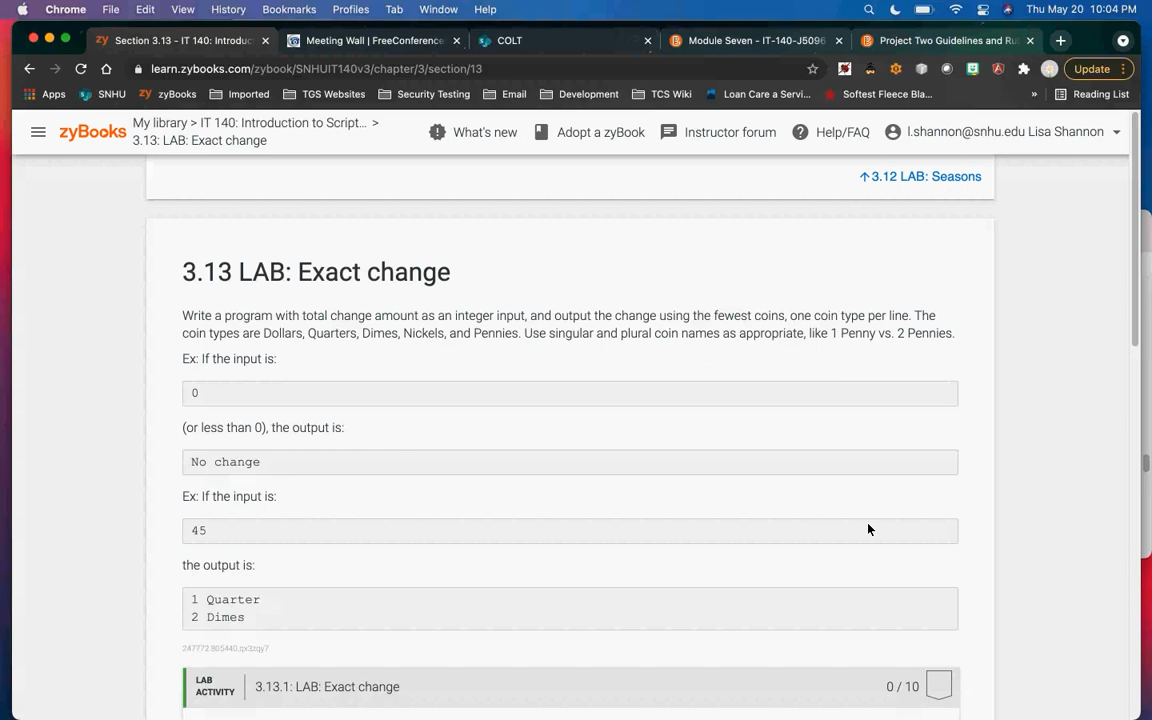 Chrome File Edit View History Bookmarks Profiles Tab Window Help Thu May 20 10:04 PM
Section 3.13 - IT 140: Introduc Meeting Wall | FreeConference COLT Module Seven - IT-140-J5096 Project Two Guidelines and Ru
learn.zybooks.com/zybook/SNHUIT140v3/chapter/3/section/13 Update
Apps SNHU zyBooks Imported TGS Websites Security Testing Email Development TCS Wiki Loan Care a Servi... Softest Fleece Bla... » Reading List
zyBooks My library > IT 140: Introduction to Script... > What's new Adopt a zyBook Instructor forum Help/FAQ l.shannon@snhu.edu Lisa Shannon
3.13: LAB: Exact change
3.12 LAB: Seasons
3.13 LAB: Exact change
Write a program with total change amount as an integer input, and output the change using the fewest coins, one coin type per line. The
coin types are Dollars, Quarters, Dimes, Nickels, and Pennies. Use singular and plural coin names as appropriate, like 1 Penny vs. 2 Pennies.
Ex: If the input is:
0
(or less than 0), the output is:
No change
Ex: If the input is:
45
the output is:
1 Quarter
2 Dimes
247772.805440.qx3zqy7
LAB
ACTIVITY
3.13.1: LAB: Exact change 0 / 10